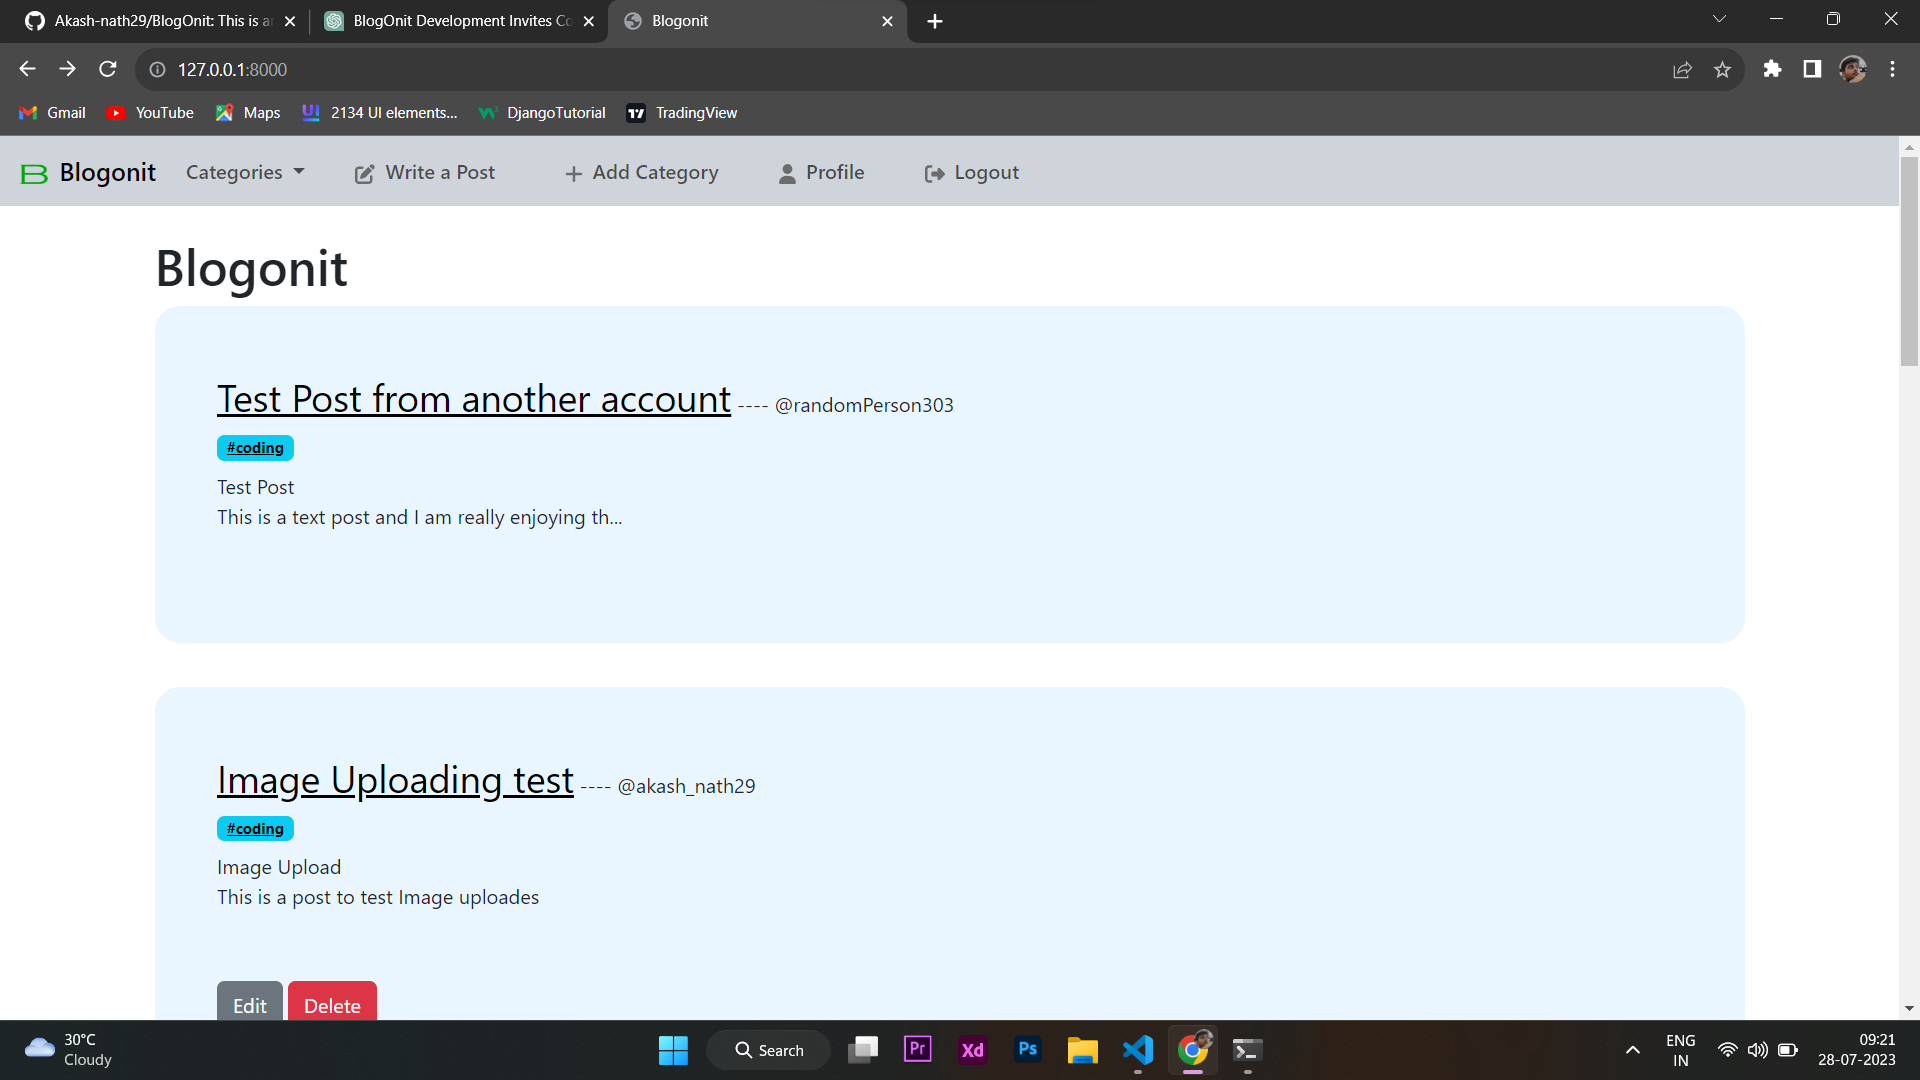 Akash-nath29/BlogOnit: This is a
BlogOnit Development Invites Co
Blogonit
127.0.0.1:8000
Gmail
YouTube
Maps
2134 UI elements...
DjangoTutorial
TradingView
B Blogonit
Categories
Write a Post
+ Add Category
Profile
Logout
Blogonit
Test Post from another account ---- @randomPerson303
#coding
Test Post
This is a text post and I am really enjoying th...
Image Uploading test ---- @akash_nath29
#coding
Image Upload
This is a post to test Image uploades
Edit
Delete
30°C
Cloudy
Search
Pr
Xd
Ps
ENG
IN
09:21
28-07-2023